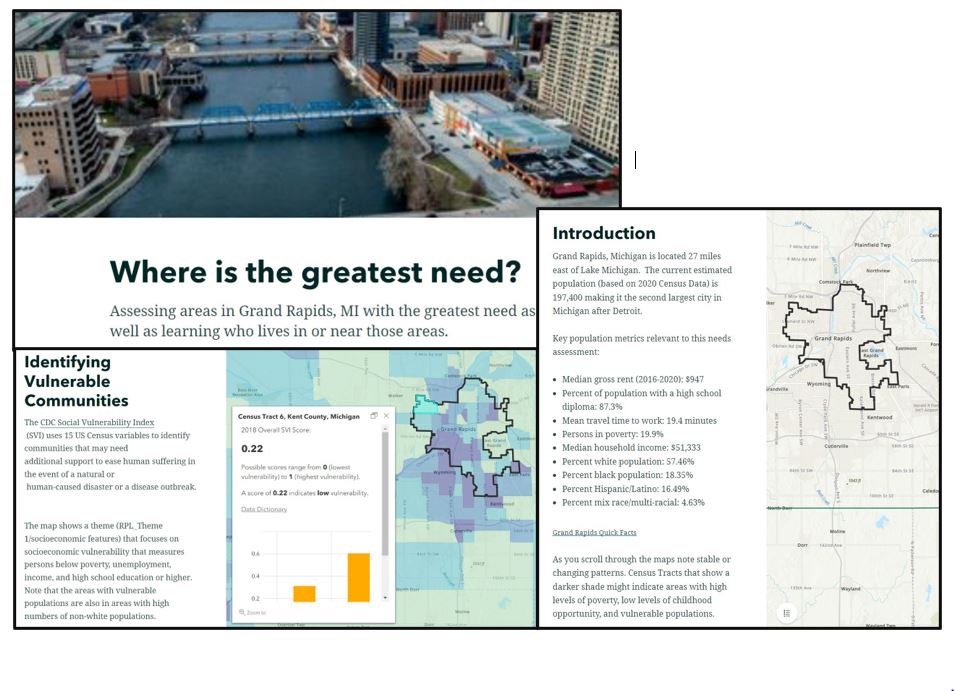 Where is the greatest need?
Assessing areas in Grand Rapids, MI with the greatest need as
well as learning who lives in or near those areas.
Introduction
Grand Rapids, Michigan is located 27 miles
east of Lake Michigan. The current estimated
population (based on 2020 Census Data) is
197,400 making it the second largest city in
Michigan after Detroit.
Key population metrics relevant to this needs
assessment:
• Median gross rent (2016-2020): $947
• Percent of population with a high school
diploma: 87.3%
• Mean travel time to work: 19.4 minutes
• Persons in poverty: 19.9%
• Median household income: $51,333
• Percent white population: 57.46%
• Percent black population: 18.35%
• Percent Hispanic/Latino: 16.49%
• Percent mix race/multi-racial: 4.63%
Grand Rapids Quick Facts
As you scroll through the maps note stable or
changing patterns. Census Tracts that show a
darker shade might indicate areas with high
levels of poverty, low levels of childhood
opportunity, and vulnerable populations.
Plainfield Twp
Northview
Comstock Park
Grand Rapids
East Grand
Rapids
Wyoming
Kentwood
Cutlerville
Moline
Dorr
Wayland
Wayland Twp
Identifying
Vulnerable
Communities
The CDC Social Vulnerability Index
(SVI) uses 15 US Census variables to identify
communities that may need
additional support to ease human suffering in
the event of a natural or
human-caused disaster or a disease outbreak.
The map shows a theme (RPL_Theme
1/socioeconomic features) that focuses on
socioeconomic vulnerability that measures
persons below poverty, unemployment,
income, and high school education or higher.
Note that the areas with vulnerable
populations are also in areas with high
numbers of non-white populations.
Census Tract 6, Kent County, Michigan
2018 Overall SVI Score:
0.22
Possible scores range from 0 (lowest
vulnerability) to 1 (highest vulnerability).
A score of 0.22 indicates low vulnerability.
Data Dictionary
0.6
0.4
0.2
Zoom to
Walker
Grand Rapids
Wyoming
Kentwood